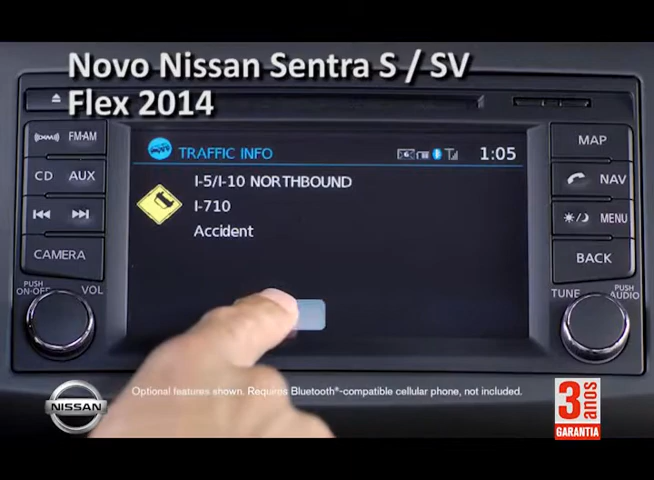 Novo Nissan Sentra S / SV
Flex 2014
FM·AM
CD AUX
CAMERA
PUSH
ON·OFF
VOL
TRAFFIC INFO
1:05
I-5/I-10 NORTHBOUND
I-710
Accident
MAP
NAV
MENU
BACK
TUNE
PUSH
AUDIO
Optional features shown. Requires Bluetooth®-compatible cellular phone, not included.
NISSAN
3 anos
GARANTIA